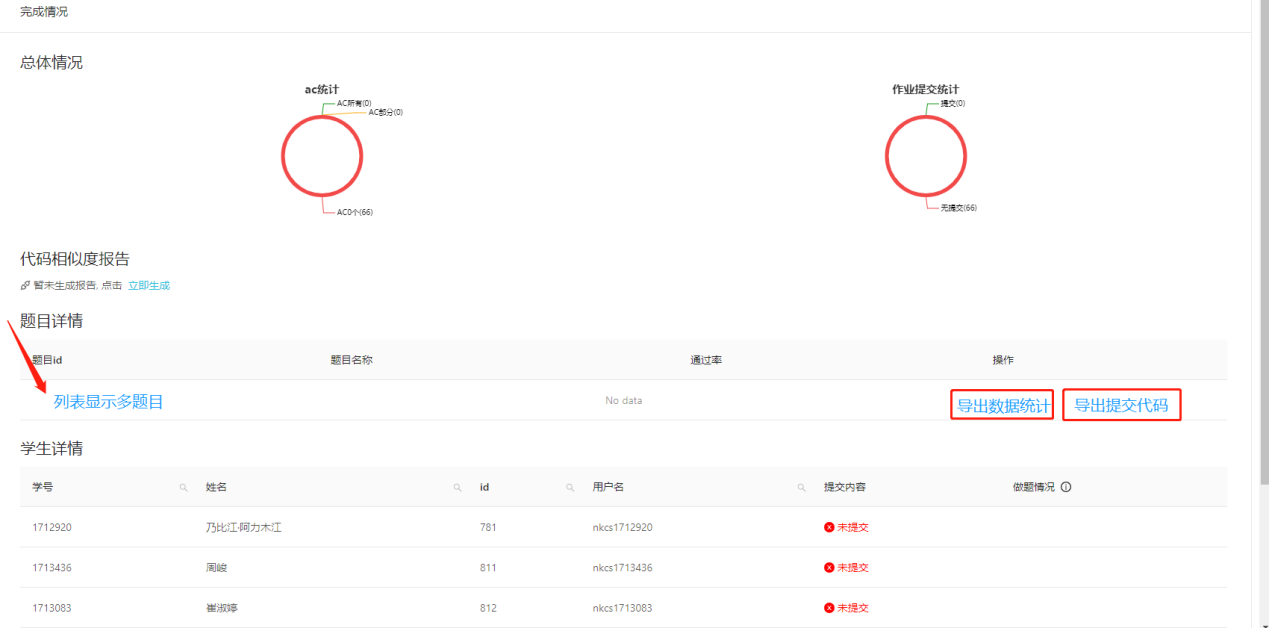 完成情况
总体情况
ac统计
作业提交统计
AC所有(0)
提交(0)
AC部分(0)
AC0个(66)
无提交(66)
代码相似度报告
暂未生成报告, 点击 立即生成
题目详情
题目id 题目名称 通过率 操作
列表显示多题目 No data 导出数据统计 导出提交代码
学生详情
学号 姓名 id 用户名 提交内容 做题情况
1712920 乃比江·阿力木江 781 nkcs1712920 未提交
1713436 周峻 811 nkcs1713436 未提交
1713083 崔淑婷 812 nkcs1713083 未提交